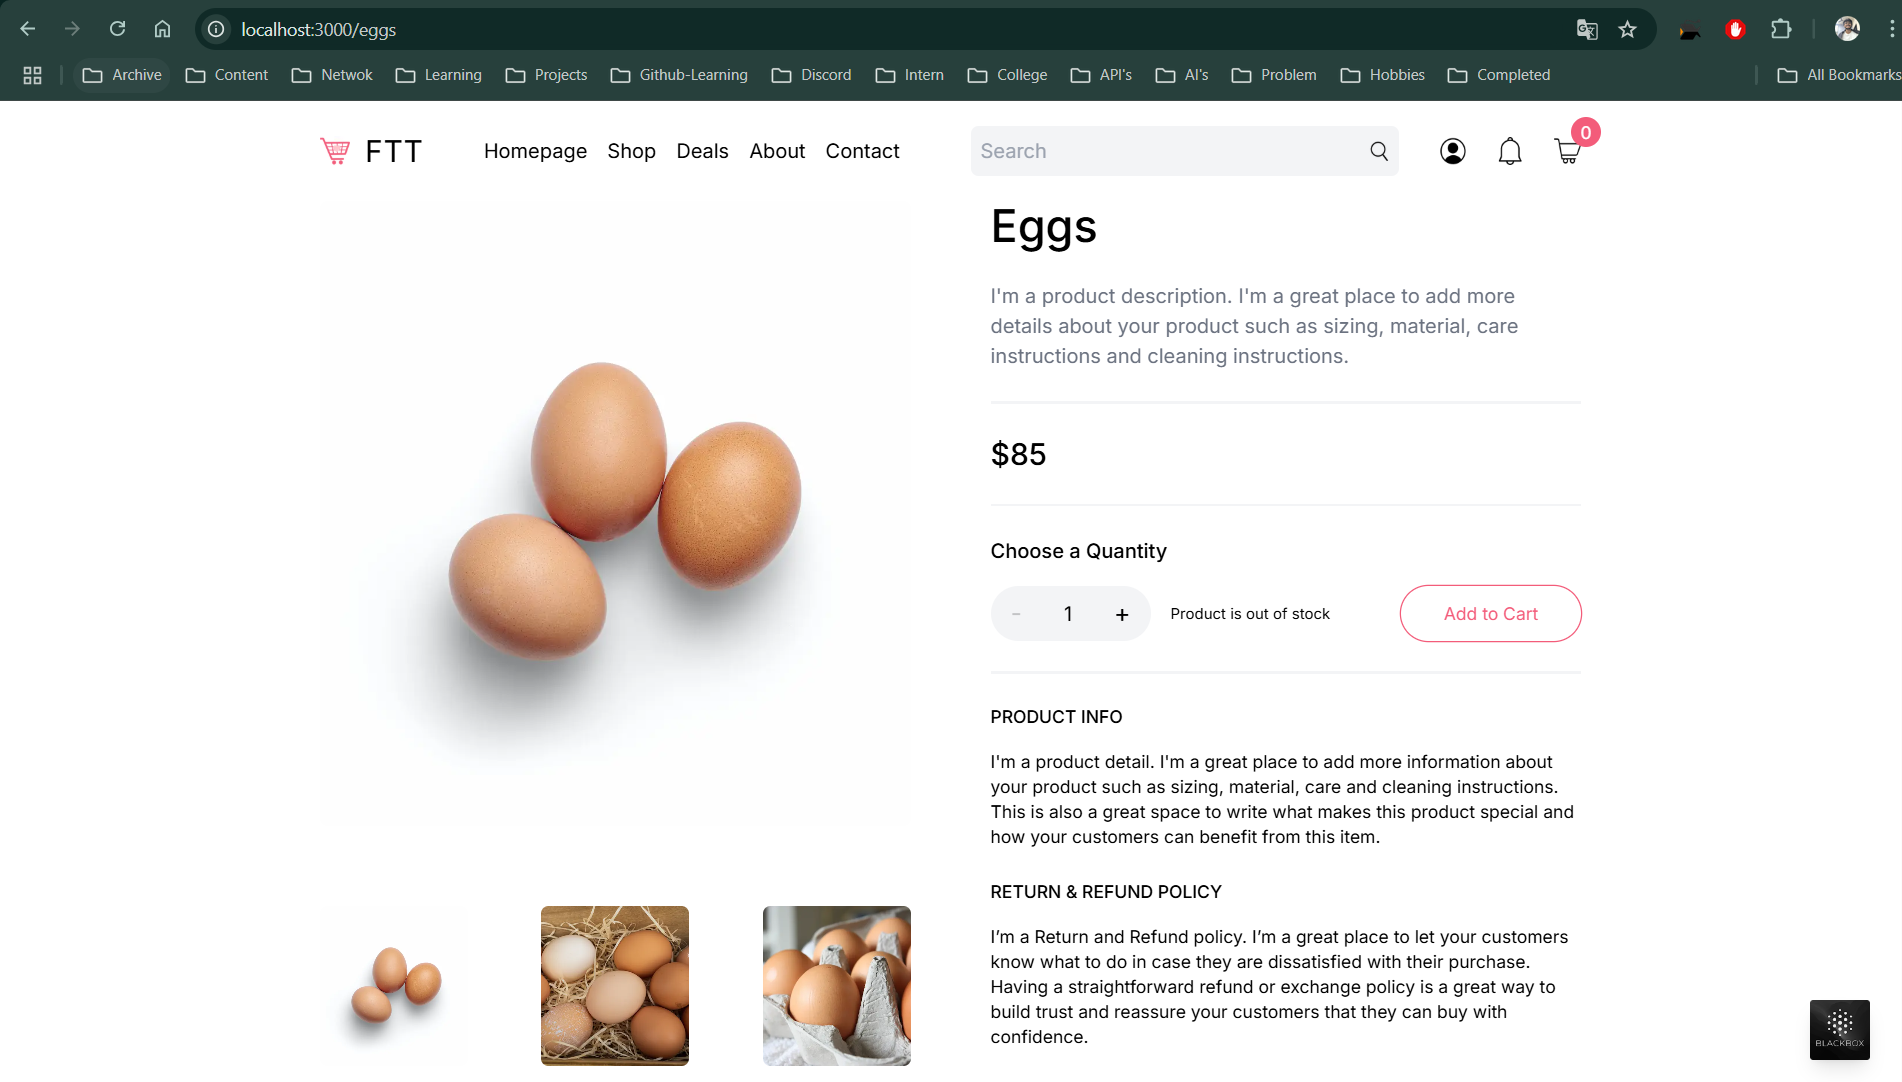 localhost:3000/eggs
Archive
Content
Netwok
Learning
Projects
Github-Learning
Discord
Intern
College
API's
AI's
Problem
Hobbies
Completed
All Bookmarks
FTT
Homepage
Shop
Deals
About
Contact
Search
0
Eggs
I'm a product description. I'm a great place to add more
details about your product such as sizing, material, care
instructions and cleaning instructions.
$85
Choose a Quantity
- 1 +
Product is out of stock
Add to Cart
PRODUCT INFO
I'm a product detail. I'm a great place to add more information about
your product such as sizing, material, care and cleaning instructions.
This is also a great space to write what makes this product special and
how your customers can benefit from this item.
RETURN & REFUND POLICY
I’m a Return and Refund policy. I’m a great place to let your customers
know what to do in case they are dissatisfied with their purchase.
Having a straightforward refund or exchange policy is a great way to
build trust and reassure your customers that they can buy with
confidence.
BLACKBOX